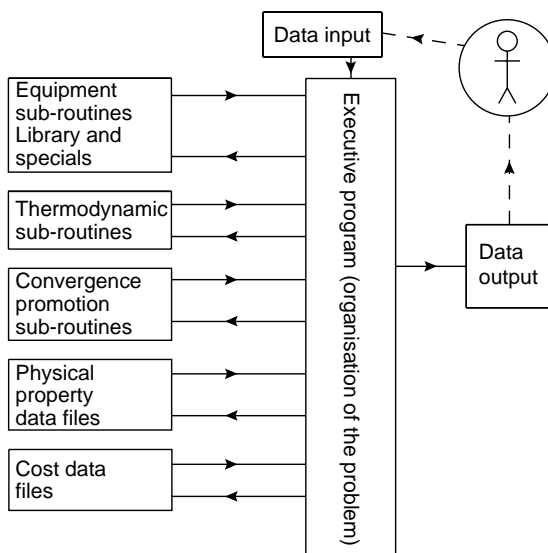 Data input
Equipment
sub-routines
Library and
specials
Thermodynamic
sub-routines
Convergence
promotion
sub-routines
Physical
property
data files
Cost data
files
Executive program (organisation of the problem)
Data
output